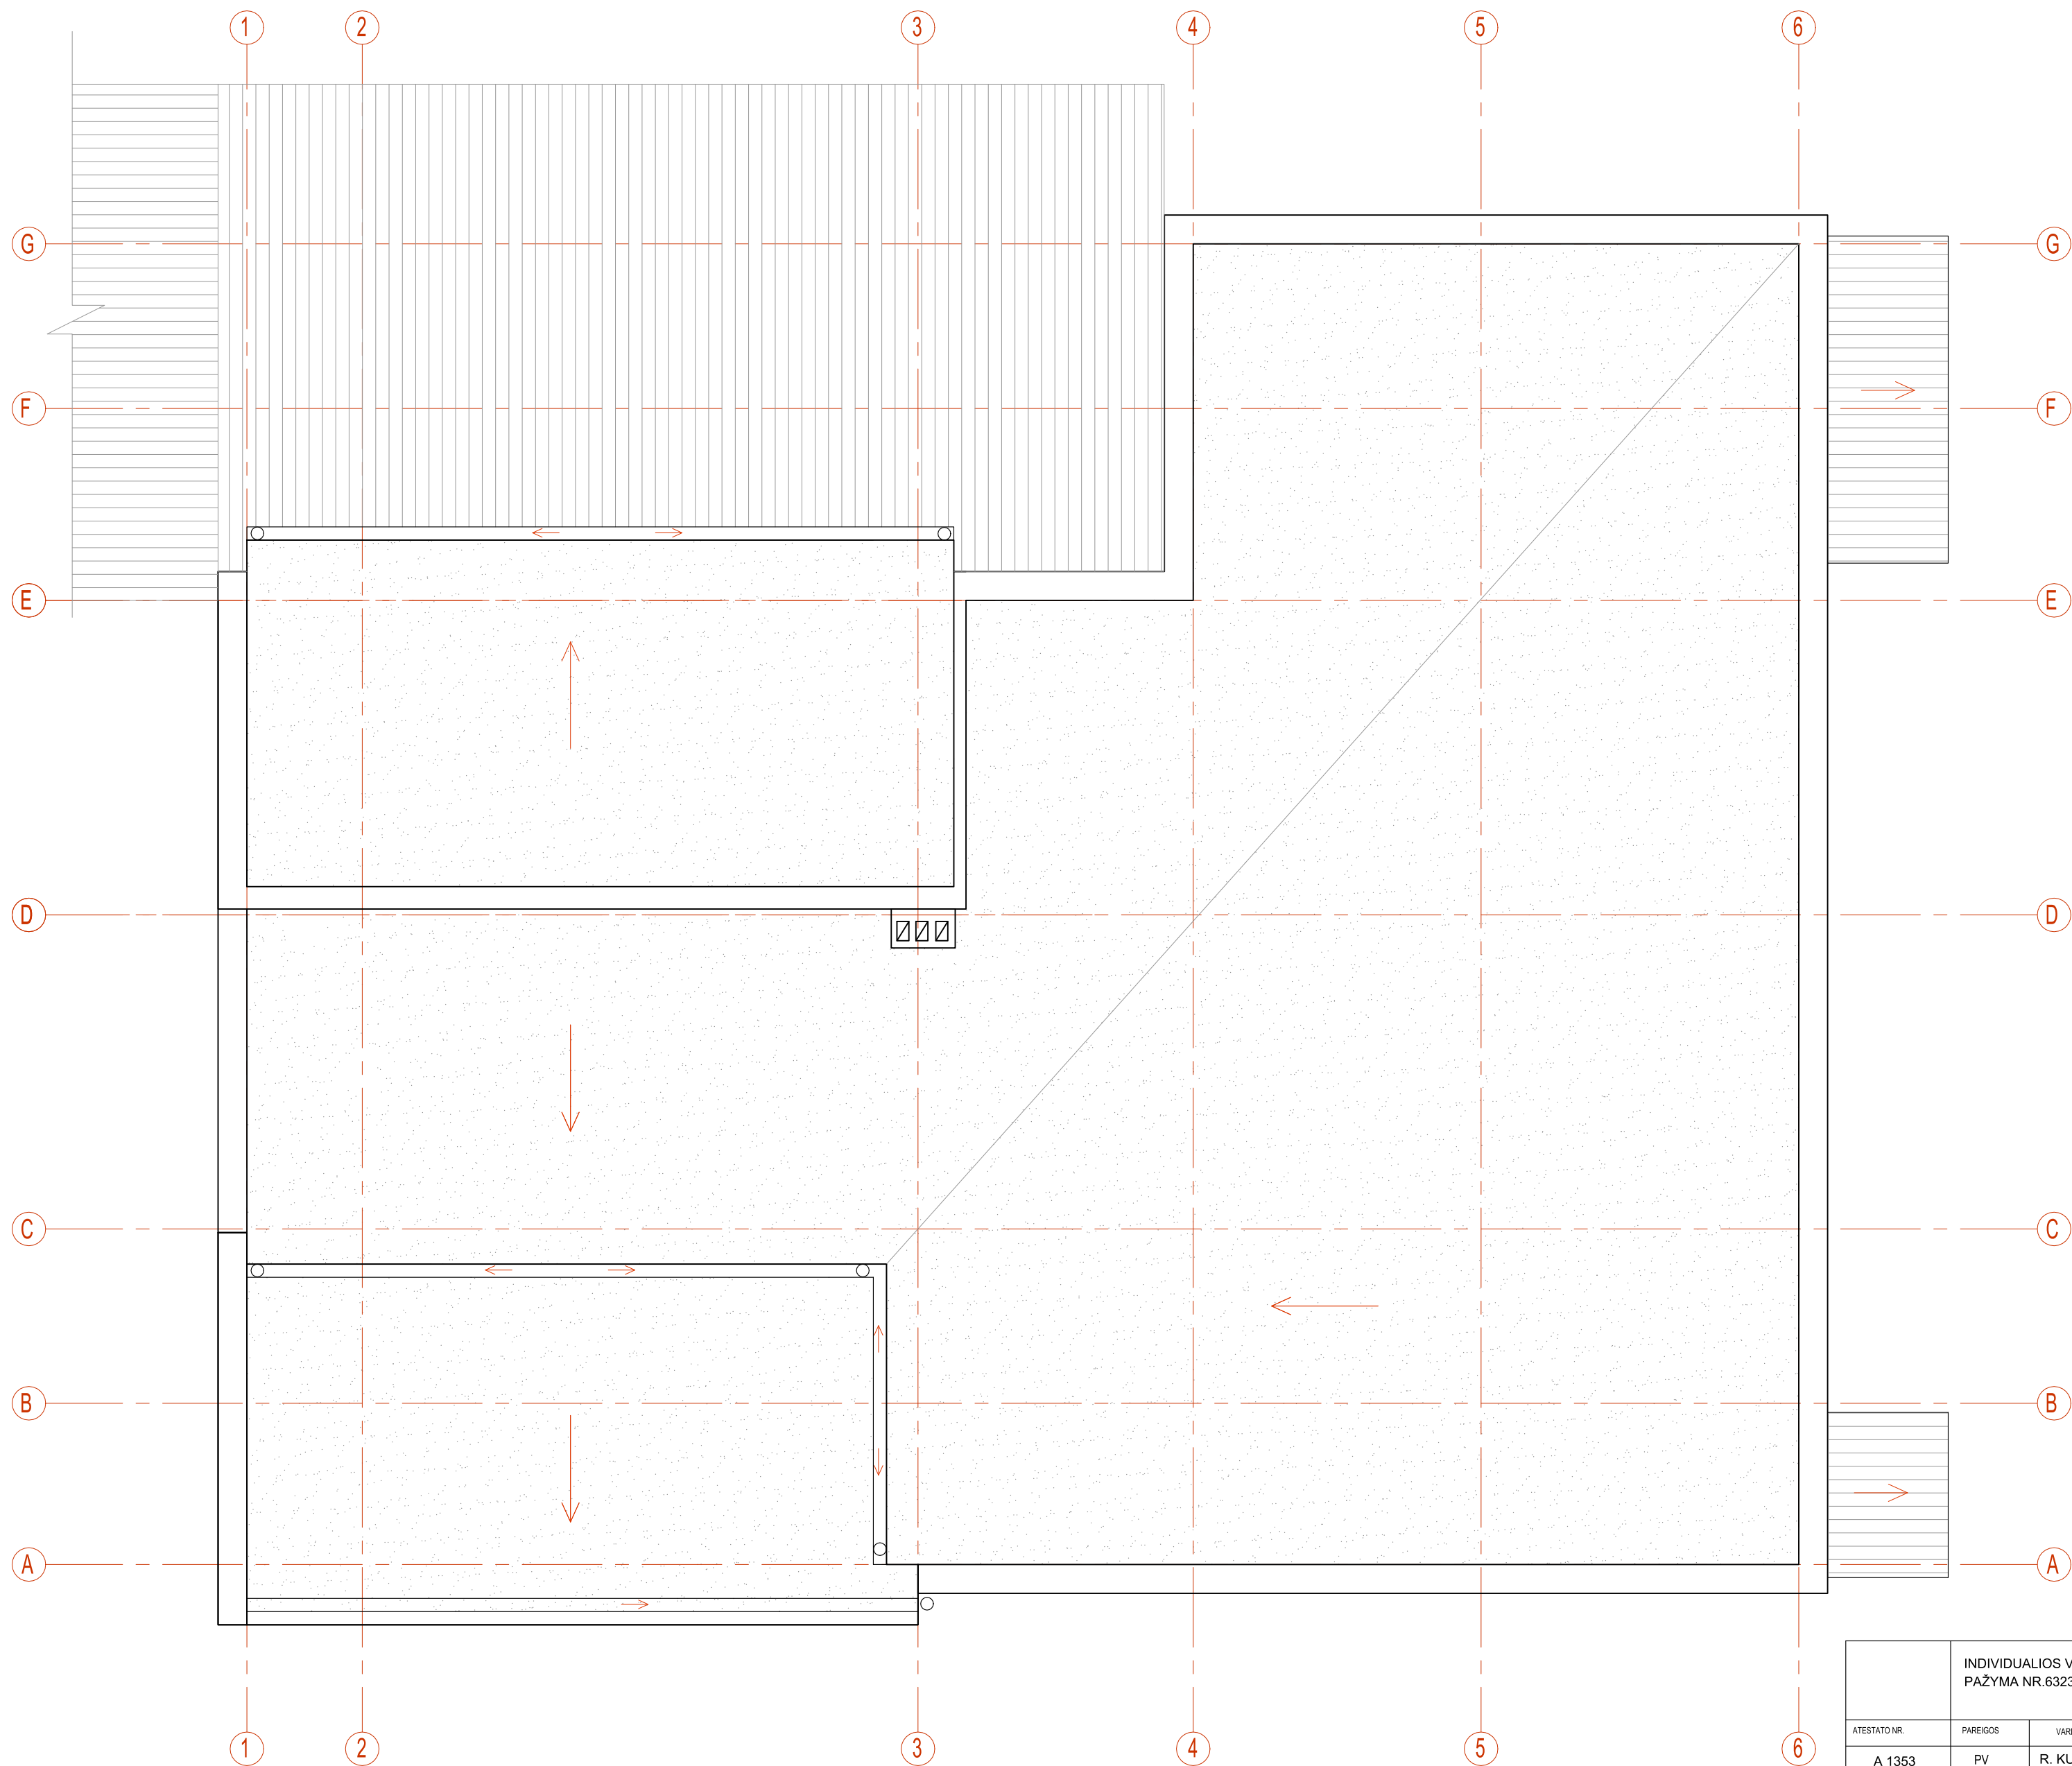 1 2 3 4 5 6
G G
F F
E E
D D
C C
B B
A A
1 2 3 4 5 6
INDIVIDUALIOS V
PAŽYMA NR.6323
ATESTATO NR. PAREIGOS
A 1353 PV R. KU